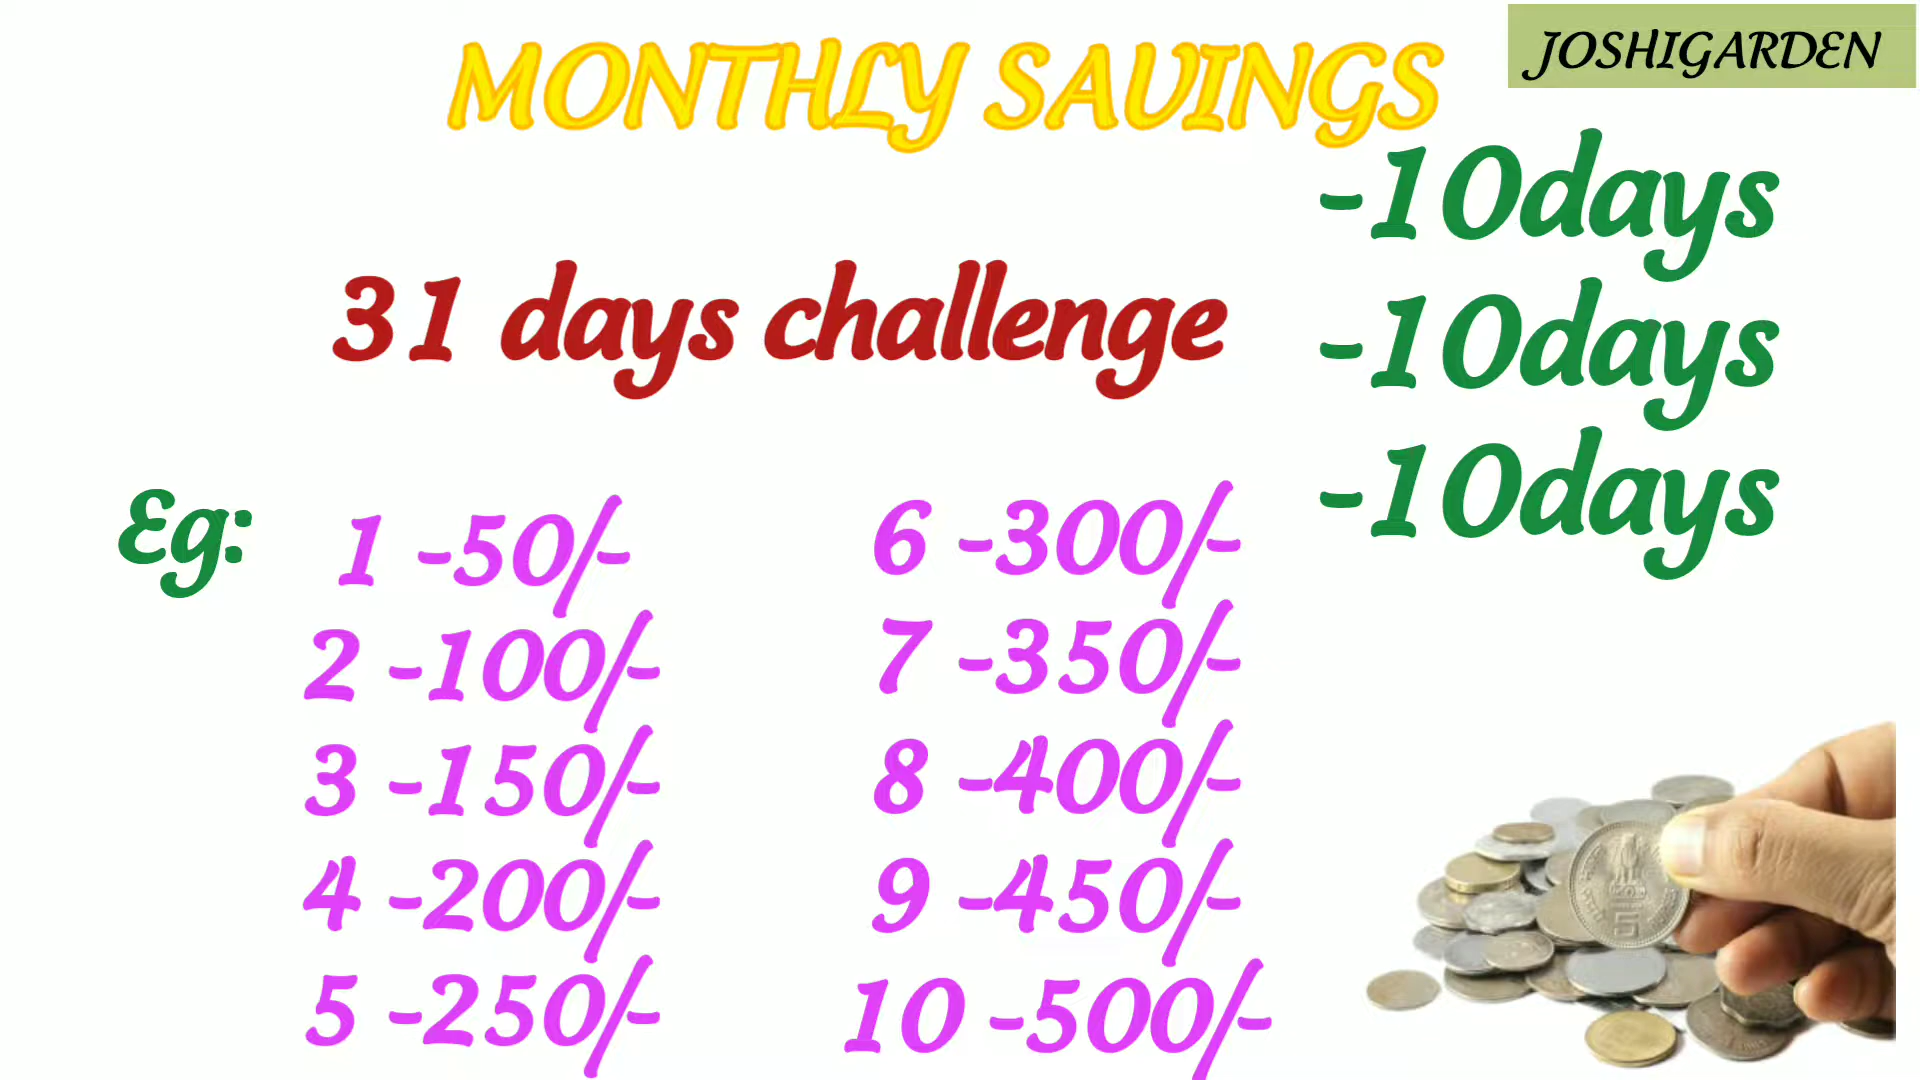 MONTHLY SAVINGS
JOSHIGARDEN
-10days
31 days challenge
-10days
-10days
Eg:
1 -50/-
2 -100/-
3 -150/-
4 -200/-
5 -250/-
6 -300/-
7 -350/-
8 -400/-
9 -450/-
10 -500/-